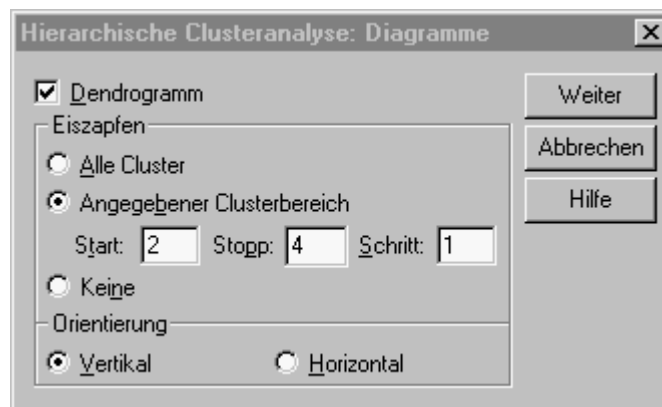 Hierarchische Clusteranalyse: Diagramme
Dendrogramm
Weiter
Eiszapfen
Alle Cluster
Abbrechen
Angegebener Clusterbereich
Hilfe
Start: 2 Stopp: 4 Schritt: 1
Keine
Orientierung
Vertikal Horizontal